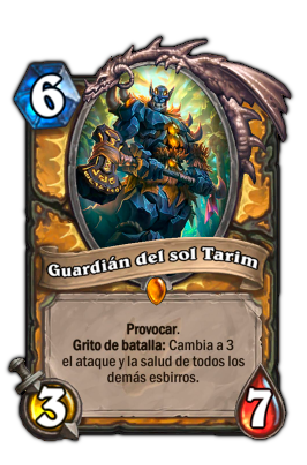 6
Guardián del sol Tarim
Provocar.
Grito de batalla: Cambia a 3
el ataque y la salud de todos los
demás esbirros.
3
7